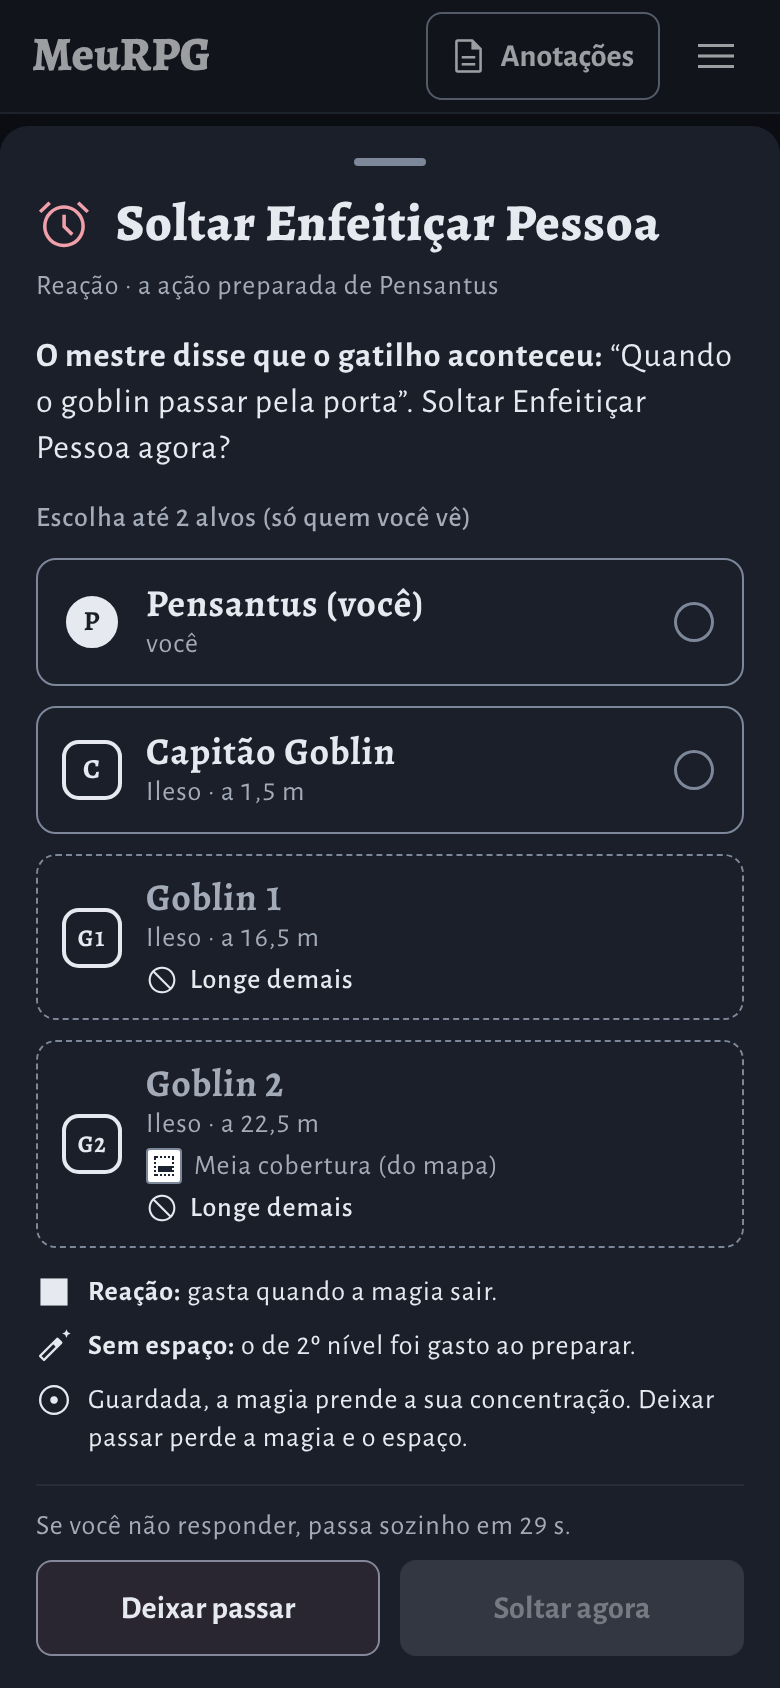 MeuRPG
Anotações
Soltar Enfeitiçar Pessoa
Reação · a ação preparada de Pensantus
O mestre disse que o gatilho aconteceu: “Quando
o goblin passar pela porta”. Soltar Enfeitiçar
Pessoa agora?
Escolha até 2 alvos (só quem você vê)
P
Pensantus (você)
você
C
Capitão Goblin
Ileso · a 1,5 m
G1
Goblin 1
Ileso · a 16,5 m
Longe demais
G2
Goblin 2
Ileso · a 22,5 m
Meia cobertura (do mapa)
Longe demais
Reação: gasta quando a magia sair.
Sem espaço: o de 2º nível foi gasto ao preparar.
Guardada, a magia prende a sua concentração. Deixar
passar perde a magia e o espaço.
Se você não responder, passa sozinho em 29 s.
Deixar passar
Soltar agora